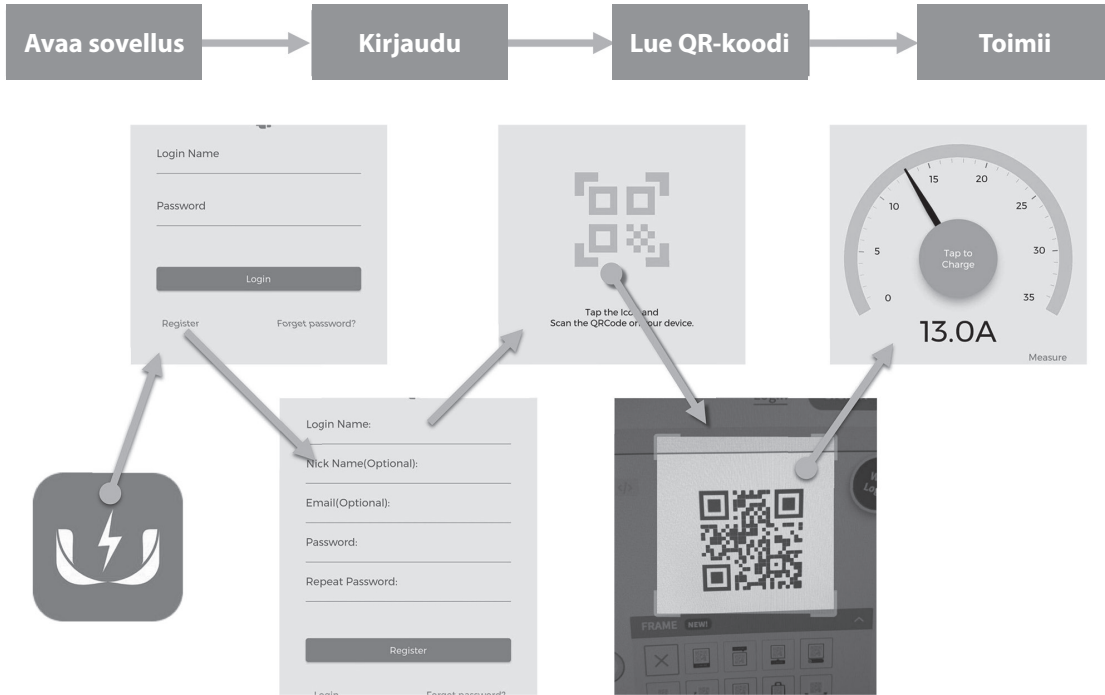 Avaa sovellus
Kirjaudu
Lue QR-koodi
Toimii
Login Name
Password
Login
Register
Forget password?
Tap the Icon and
Scan the QRCode on your device.
0
5
10
15
20
25
30
35
Tap to
Charge
13.0A
Measure
Login Name:
Nick Name(Optional):
Email(Optional):
Password:
Repeat Password:
Register
Login
Forget password?
FRAME NEW!